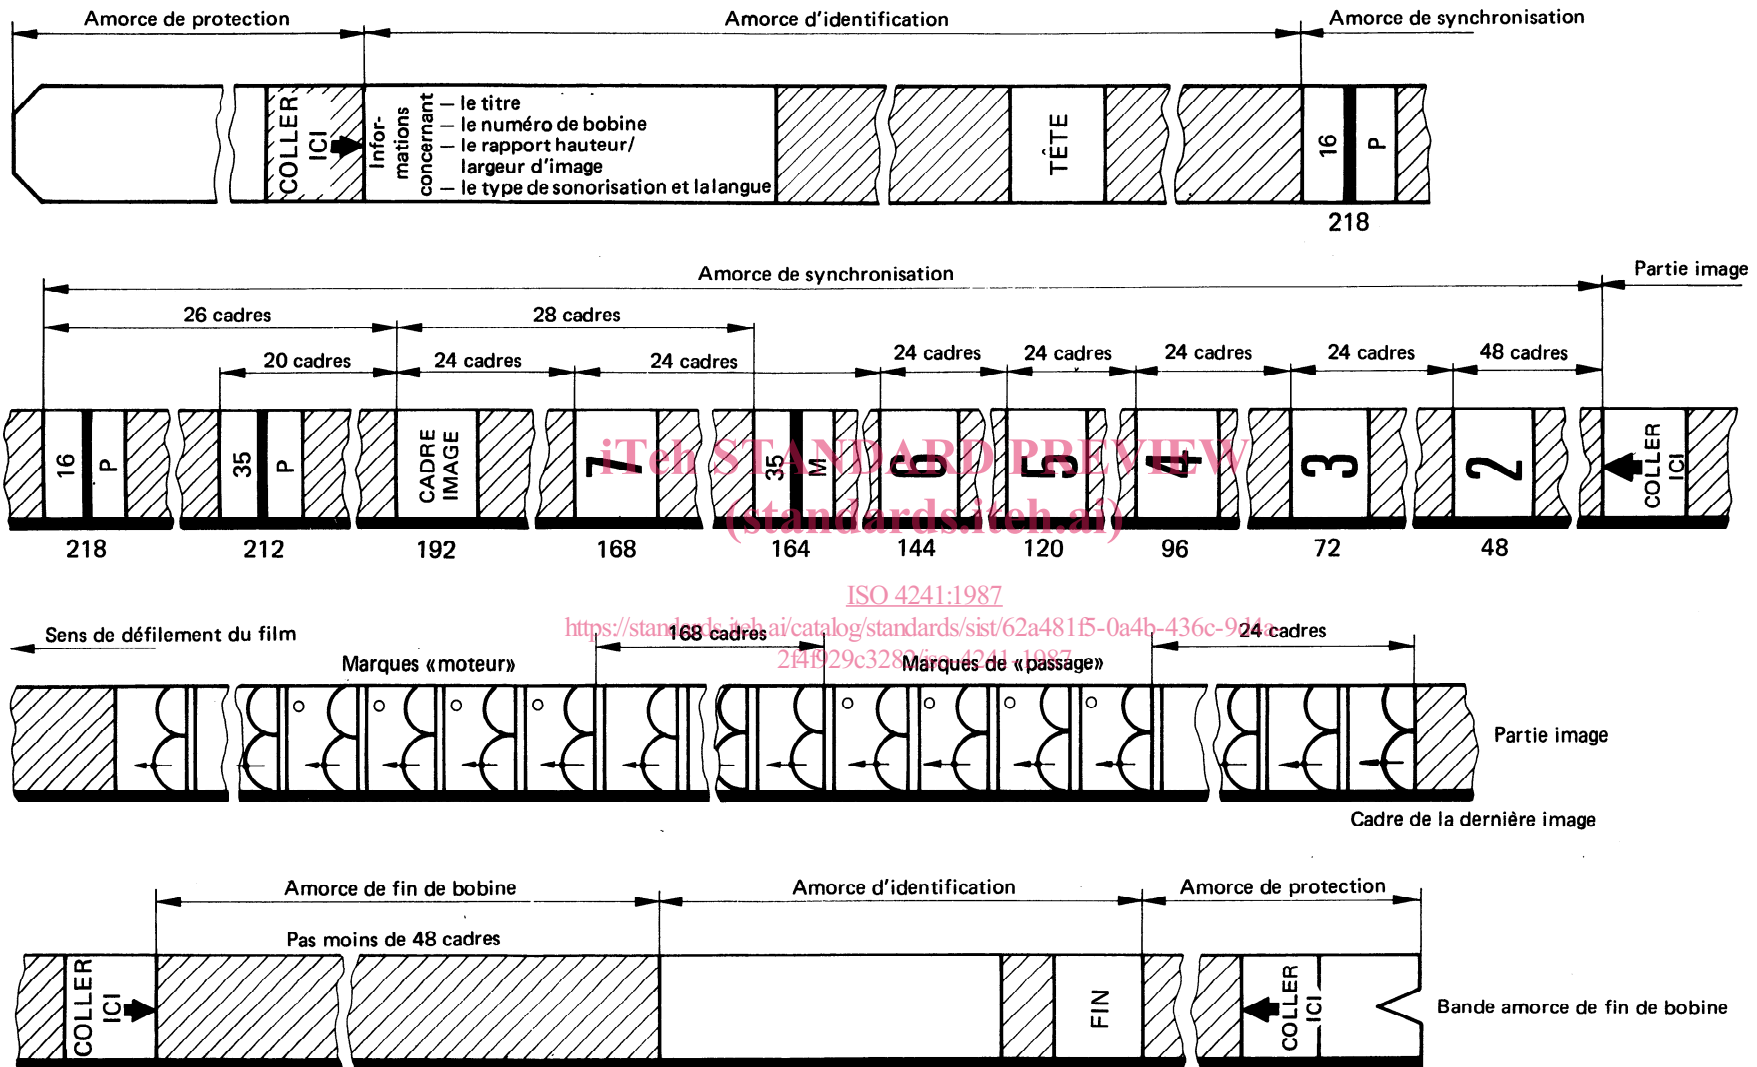 Amorce de protection
Amorce d'identification
Amorce de synchronisation
COLLER
ICI
Infor-
mations
concernant
— le titre
— le numéro de bobine
— le rapport hauteur/
largeur d'image
— le type de sonorisation et la langue
TÊTE
16
P
218
Amorce de synchronisation
Partie image
26 cadres
28 cadres
20 cadres
24 cadres
24 cadres
24 cadres
24 cadres
24 cadres
24 cadres
48 cadres
16
P
35
P
CADRE
IMAGE
7
35
M
6
5
4
3
2
COLLER
ICI
iTeh STANDARD PREVIEW
(standards.iteh.ai)
218
212
192
168
164
144
120
96
72
48
ISO 4241:1987
https://standards.iteh.ai/catalog/standards/sist/62a481f5-0a4b-436c-9d4a-
2f4f929c3282/iso-4241-1987
Sens de défilement du film
168 cadres
24 cadres
Marques «moteur»
Marques de «passage»
Partie image
Cadre de la dernière image
Amorce de fin de bobine
Amorce d'identification
Amorce de protection
Pas moins de 48 cadres
COLLER
ICI
FIN
COLLER
ICI
Bande amorce de fin de bobine